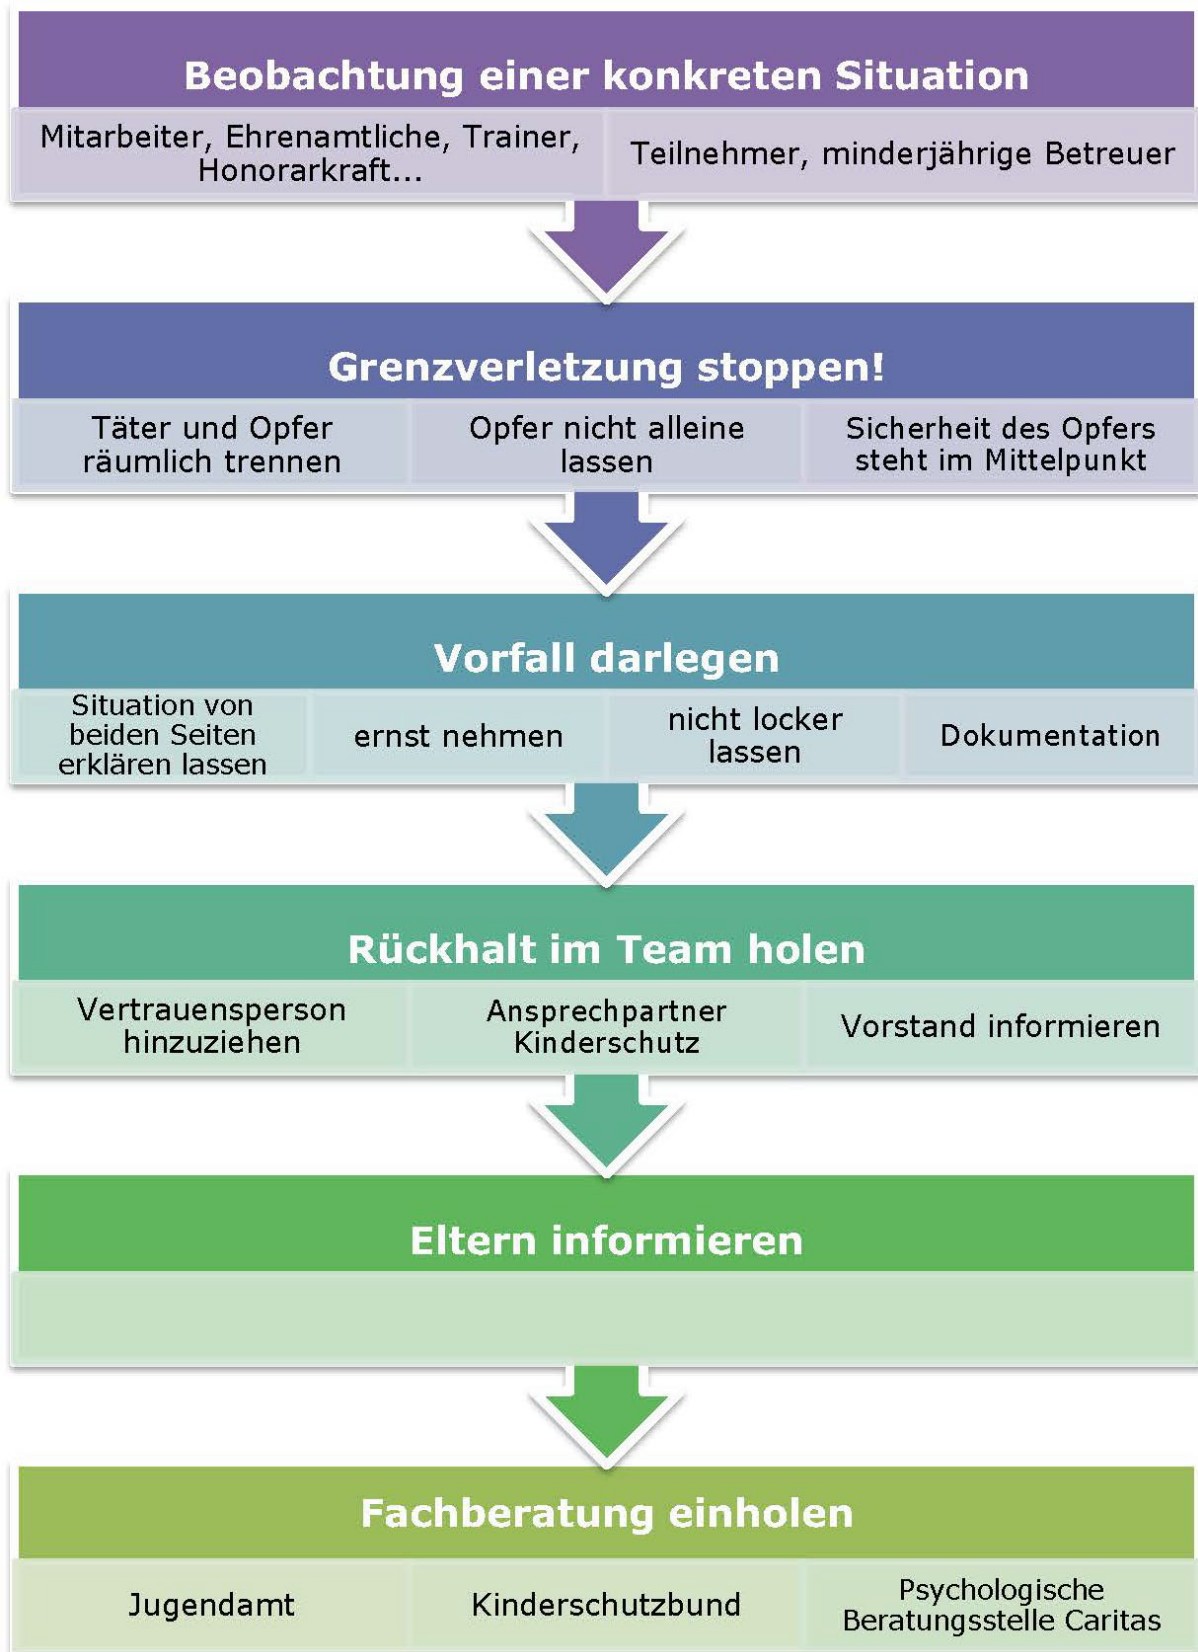 Beobachtung einer konkreten Situation
Mitarbeiter, Ehrenamtliche, Trainer,
Honorarkraft...
Teilnehmer, minderjährige Betreuer
Grenzverletzung stoppen!
Täter und Opfer
räumlich trennen
Opfer nicht alleine
lassen
Sicherheit des Opfers
steht im Mittelpunkt
Vorfall darlegen
Situation von
beiden Seiten
erklären lassen
ernst nehmen
nicht locker
lassen
Dokumentation
Rückhalt im Team holen
Vertrauensperson
hinzuziehen
Ansprechpartner
Kinderschutz
Vorstand informieren
Eltern informieren
Fachberatung einholen
Jugendamt
Kinderschutzbund
Psychologische
Beratungsstelle Caritas